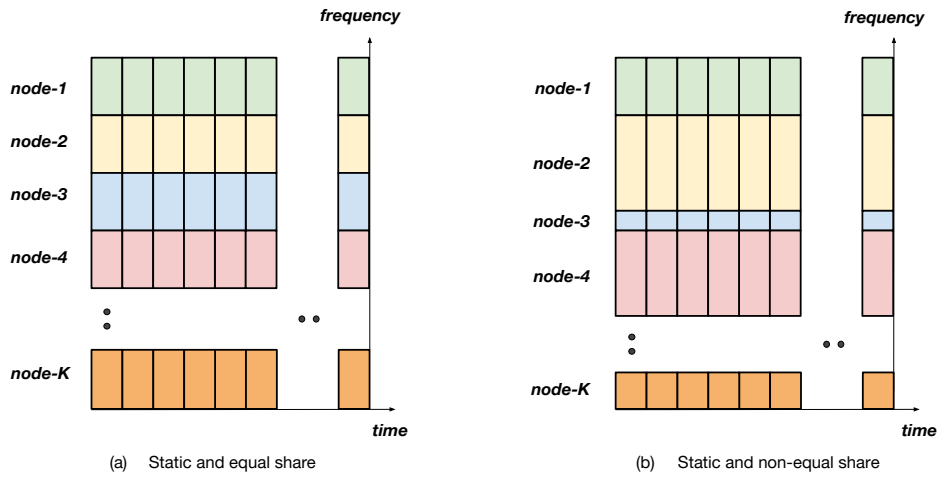 frequency
node-1
node-2
node-3
node-4
node-K
time
(a) Static and equal share
frequency
node-1
node-2
node-3
node-4
node-K
time
(b) Static and non-equal share